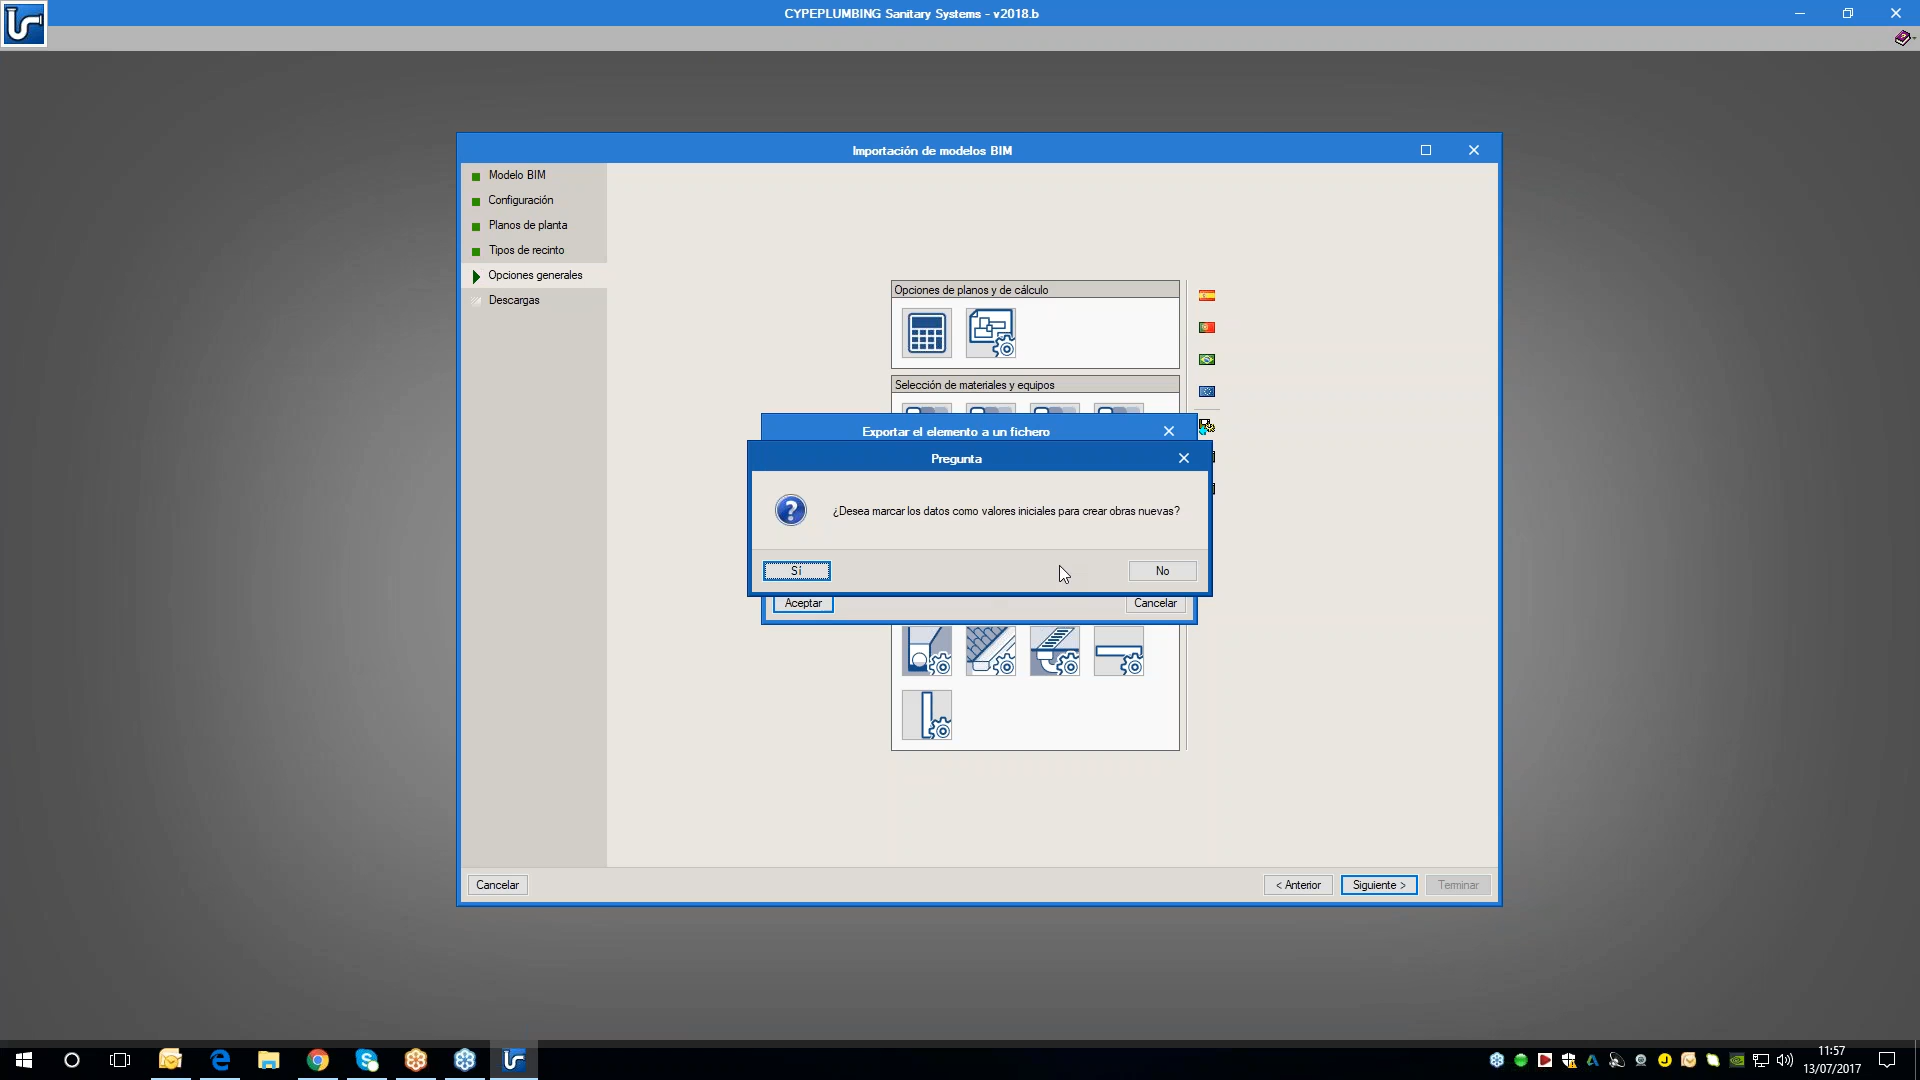 CYPEPLUMBING Sanitary Systems - v2018.b
Importación de modelos BIM
Modelo BIM
Configuración
Planos de planta
Tipos de recinto
Opciones generales
Descargas
Opciones de planos y de cálculo
Selección de materiales y equipos
Exportar el elemento a un fichero
Pregunta
¿Desea marcar los datos como valores iniciales para crear obras nuevas?
Sí
No
Aceptar
Cancelar
Cancelar
< Anterior
Siguiente >
Terminar
11:57
13/07/2017